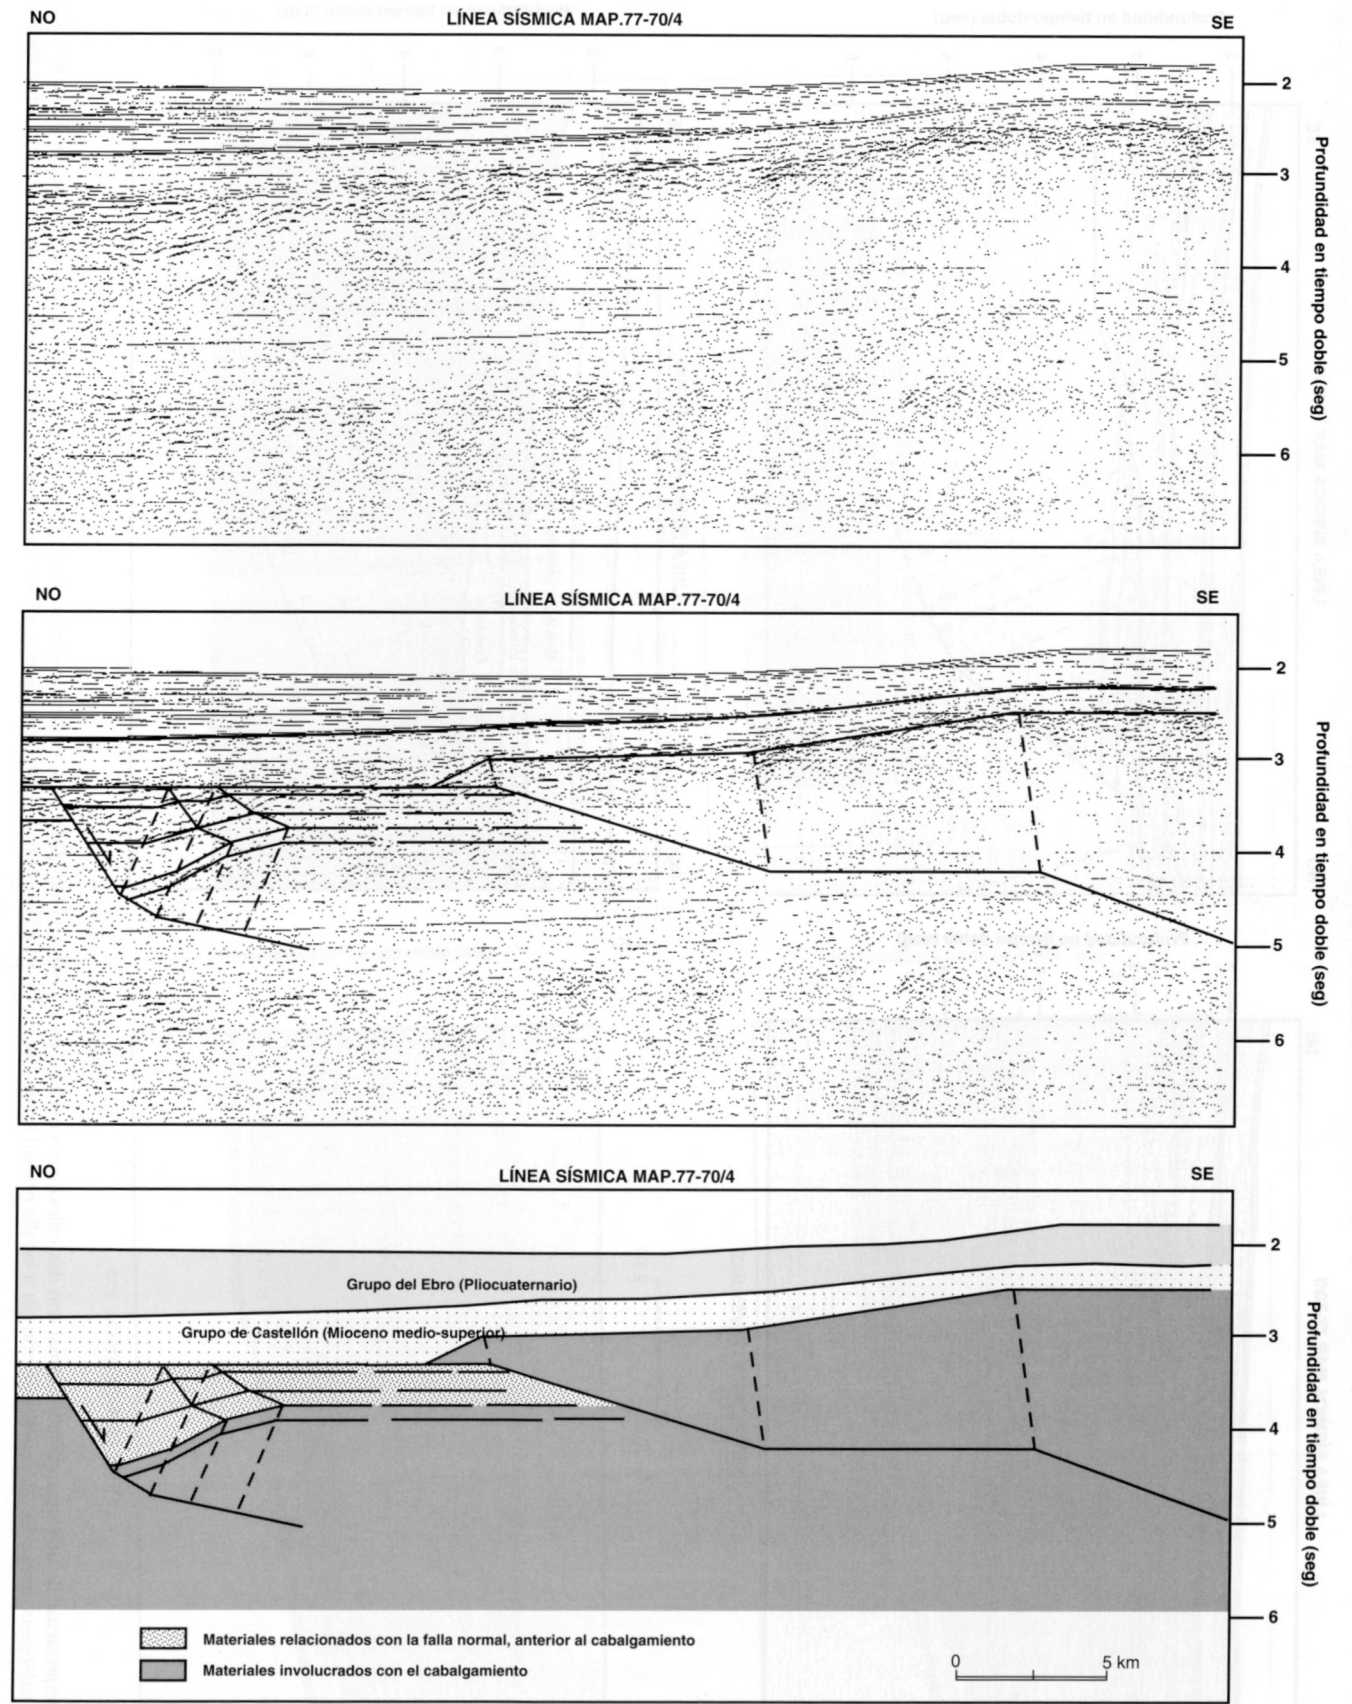 NO LÍNEA SÍSMICA MAP.77-70/4 SE
2
3
4
5
6
Profundidad en tiempo doble (seg)
NO LÍNEA SÍSMICA MAP.77-70/4 SE
2
3
4
5
6
Profundidad en tiempo doble (seg)
NO LÍNEA SÍSMICA MAP.77-70/4 SE
2
3
4
5
6
Profundidad en tiempo doble (seg)
Grupo del Ebro (Pliocuaternario)
Grupo de Castellón (Mioceno medio-superior)
Materiales relacionados con la falla normal, anterior al cabalgamiento
Materiales involucrados con el cabalgamiento
0 5 km